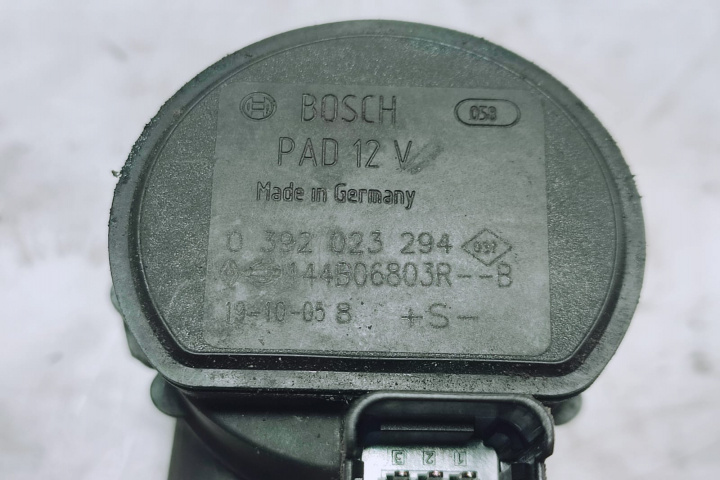 BOSCH 058
PAD 12 V
Made in Germany
0 392 023 294
144B06803R--B
19-10-05 8 +S-
3 2 1